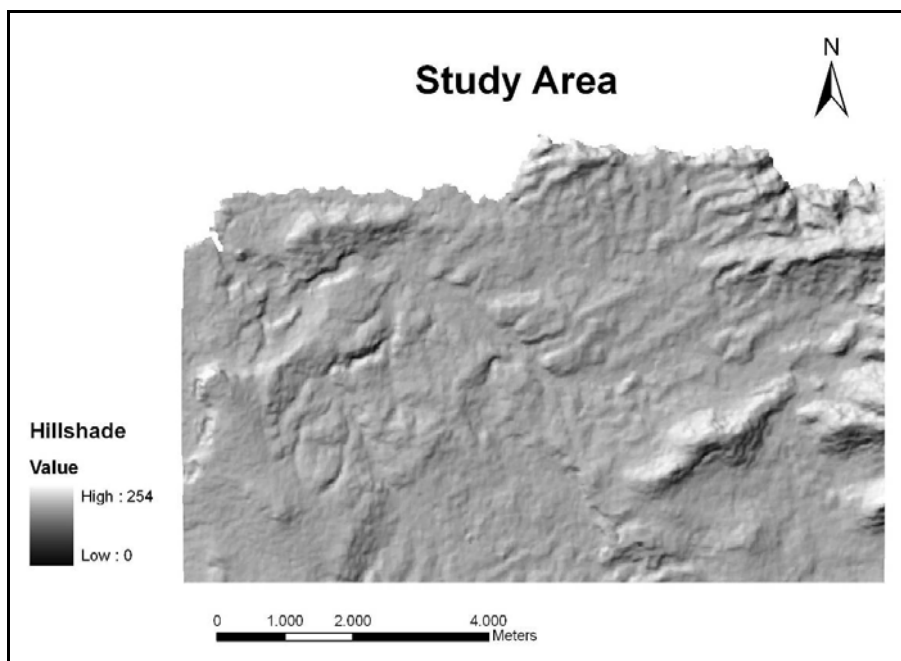 N
Study Area
Hillshade
Value
High : 254
Low : 0
0 1.000 2.000 4.000
Meters